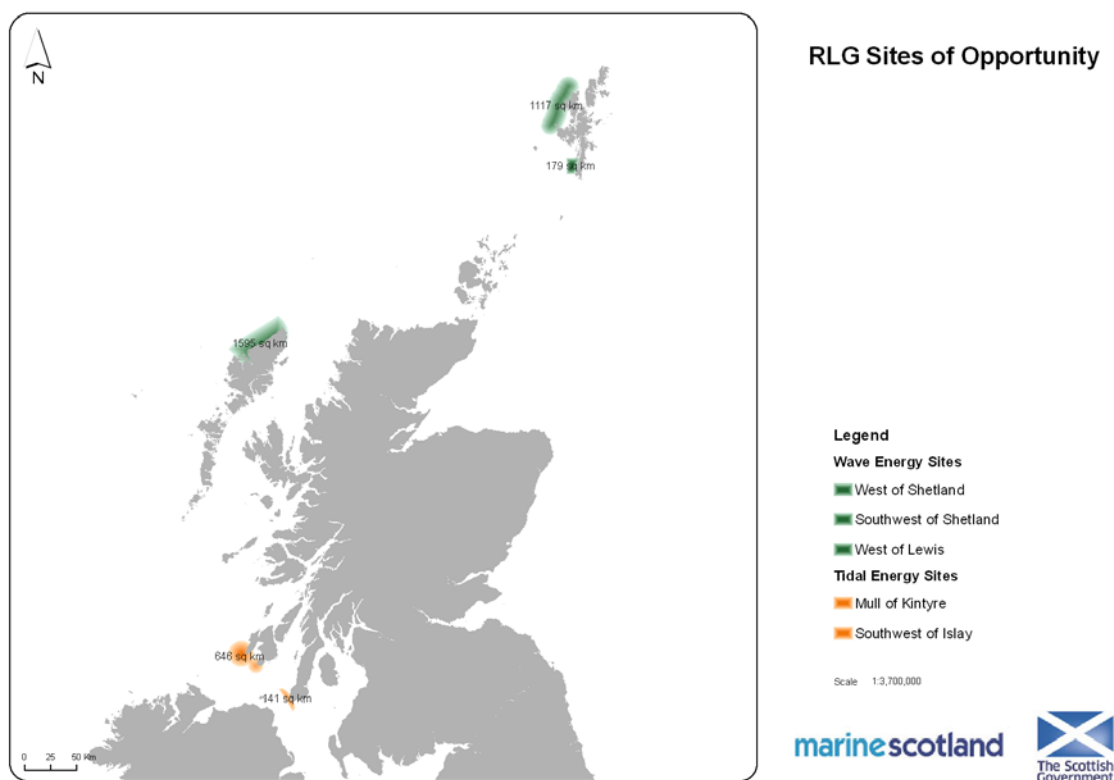 RLG Sites of Opportunity
N
1117 sq km
179 sq km
1595 sq km
646 sq km
141 sq km
0 25 50 Km
Legend
Wave Energy Sites
West of Shetland
Southwest of Shetland
West of Lewis
Tidal Energy Sites
Mull of Kintyre
Southwest of Islay
Scale 1:3,700,000
marinescotland
The Scottish
Government